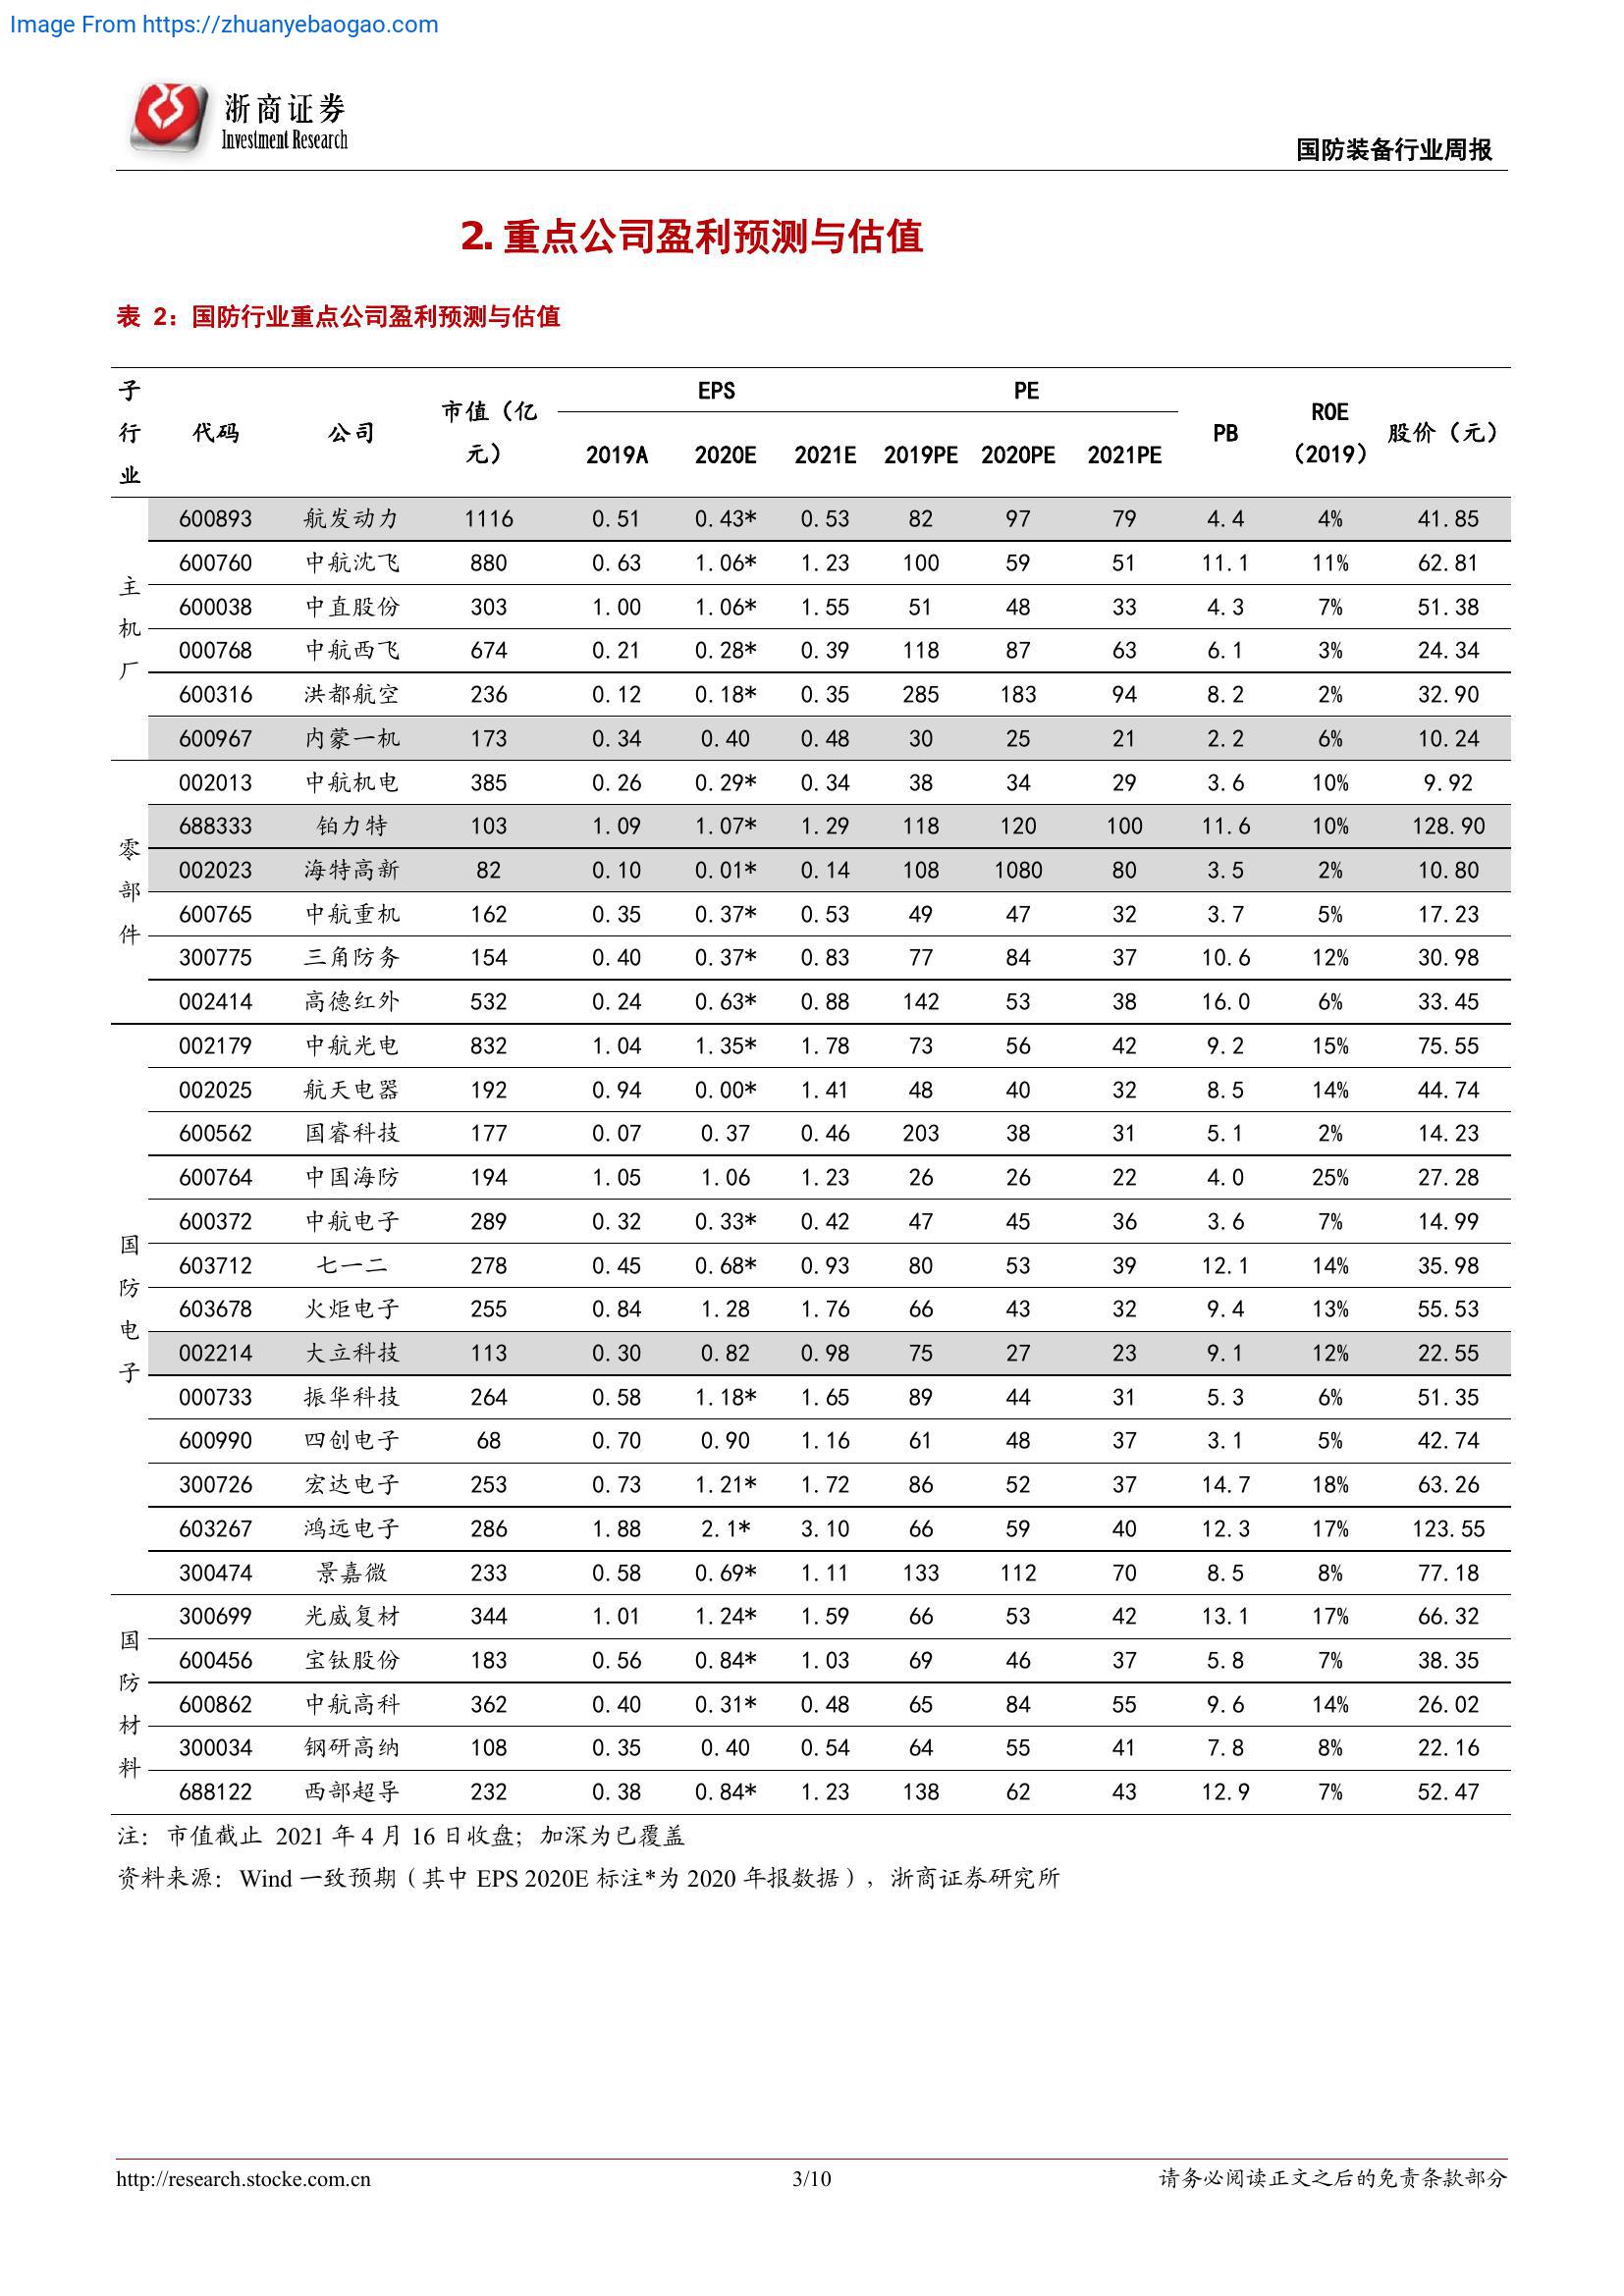 Image From https://zhuanyebaogao.com
浙商证券
Investment Research
国防装备行业周报
2. 重点公司盈利预测与估值
表 2：国防行业重点公司盈利预测与估值
子行业 代码 公司 市值（亿元） EPS PE PB ROE（2019） 股价（元）
2019A 2020E 2021E 2019PE 2020PE 2021PE
主机厂
600893 航发动力 1116 0.51 0.43* 0.53 82 97 79 4.4 4% 41.85
600760 中航沈飞 880 0.63 1.06* 1.23 100 59 51 11.1 11% 62.81
600038 中直股份 303 1.00 1.06* 1.55 51 48 33 4.3 7% 51.38
000768 中航西飞 674 0.21 0.28* 0.39 118 87 63 6.1 3% 24.34
600316 洪都航空 236 0.12 0.18* 0.35 285 183 94 8.2 2% 32.90
600967 内蒙一机 173 0.34 0.40 0.48 30 25 21 2.2 6% 10.24
零部件
002013 中航机电 385 0.26 0.29* 0.34 38 34 29 3.6 10% 9.92
688333 铂力特 103 1.09 1.07* 1.29 118 120 100 11.6 10% 128.90
002023 海特高新 82 0.10 0.01* 0.14 108 1080 80 3.5 2% 10.80
600765 中航重机 162 0.35 0.37* 0.53 49 47 32 3.7 5% 17.23
300775 三角防务 154 0.40 0.37* 0.83 77 84 37 10.6 12% 30.98
002414 高德红外 532 0.24 0.63* 0.88 142 53 38 16.0 6% 33.45
国防电子
002179 中航光电 832 1.04 1.35* 1.78 73 56 42 9.2 15% 75.55
002025 航天电器 192 0.94 0.00* 1.41 48 40 32 8.5 14% 44.74
600562 国睿科技 177 0.07 0.37 0.46 203 38 31 5.1 2% 14.23
600764 中国海防 194 1.05 1.06 1.23 26 26 22 4.0 25% 27.28
600372 中航电子 289 0.32 0.33* 0.42 47 45 36 3.6 7% 14.99
603712 七一二 278 0.45 0.68* 0.93 80 53 39 12.1 14% 35.98
603678 火炬电子 255 0.84 1.28 1.76 66 43 32 9.4 13% 55.53
002214 大立科技 113 0.30 0.82 0.98 75 27 23 9.1 12% 22.55
000733 振华科技 264 0.58 1.18* 1.65 89 44 31 5.3 6% 51.35
600990 四创电子 68 0.70 0.90 1.16 61 48 37 3.1 5% 42.74
300726 宏达电子 253 0.73 1.21* 1.72 86 52 37 14.7 18% 63.26
603267 鸿远电子 286 1.88 2.1* 3.10 66 59 40 12.3 17% 123.55
300474 景嘉微 233 0.58 0.69* 1.11 133 112 70 8.5 8% 77.18
国防材料
300699 光威复材 344 1.01 1.24* 1.59 66 53 42 13.1 17% 66.32
600456 宝钛股份 183 0.56 0.84* 1.03 69 46 37 5.8 7% 38.35
600862 中航高科 362 0.40 0.31* 0.48 65 84 55 9.6 14% 26.02
300034 钢研高纳 108 0.35 0.40 0.54 64 55 41 7.8 8% 22.16
688122 西部超导 232 0.38 0.84* 1.23 138 62 43 12.9 7% 52.47
注：市值截止 2021 年 4 月 16 日收盘；加深为已覆盖
资料来源：Wind 一致预期（其中 EPS 2020E 标注*为 2020 年报数据），浙商证券研究所
http://research.stocke.com.cn
3/10
请务必阅读正文之后的免责条款部分